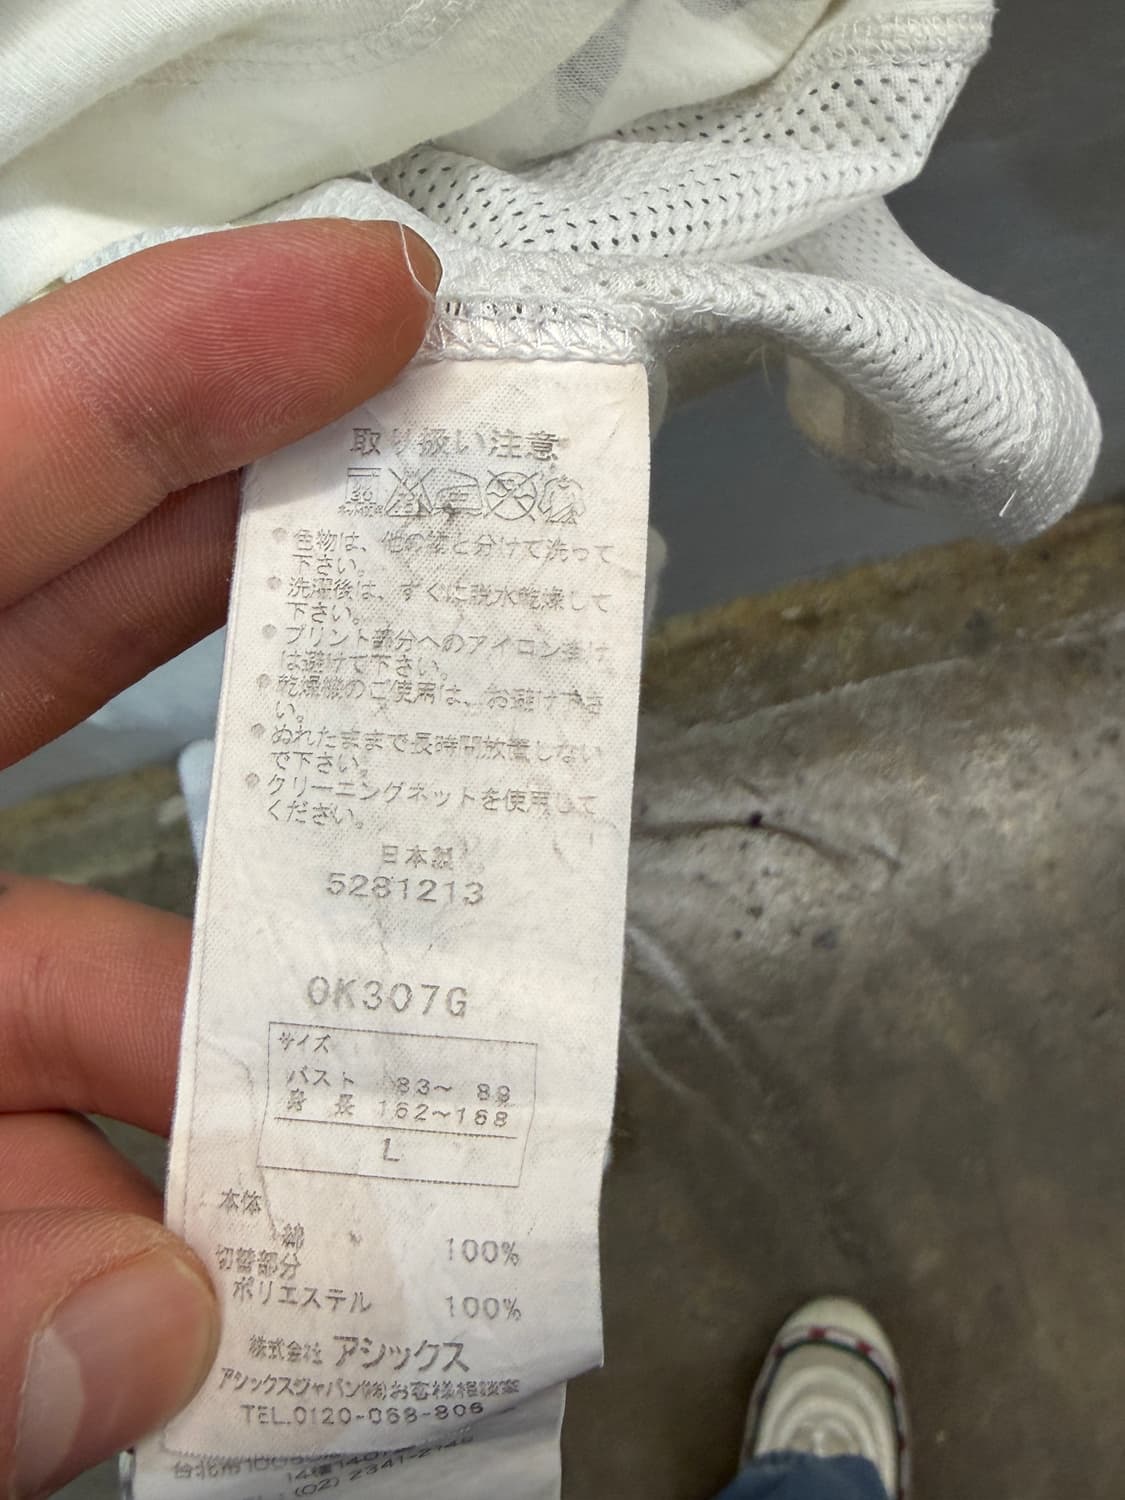 取り扱い注意
色物は、他の物と分けて洗って
下さい。
洗濯後は、すぐに脱水乾燥して
下さい。
プリント部分へのアイロン掛け
は避けて下さい。
乾燥機のご使用は、お避け下さ
い。
ぬれたままで長時間放置しない
で下さい。
クリーニングネットを使用して
ください。
日本製
5281213
OK307G
サイズ
バスト 83～ 89
身 長 162～168
L
本体
綿 100%
切替部分
ポリエステル 100%
株式会社 アシックス
アシックスジャパン(株)お客様相談室
TEL.0120-068-806
(02) 2341-2146